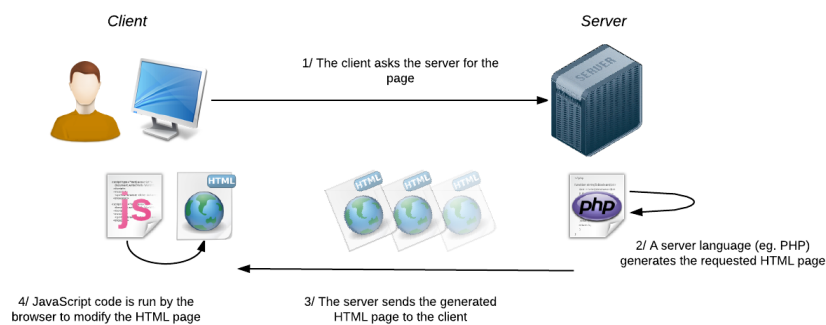 Client
Server
1/ The client asks the server for the
page
SERVER
js
HTML
HTML
HTML
HTML
php
2/ A server language (eg. PHP)
generates the requested HTML page
4/ JavaScript code is run by the
browser to modify the HTML page
3/ The server sends the generated
HTML page to the client